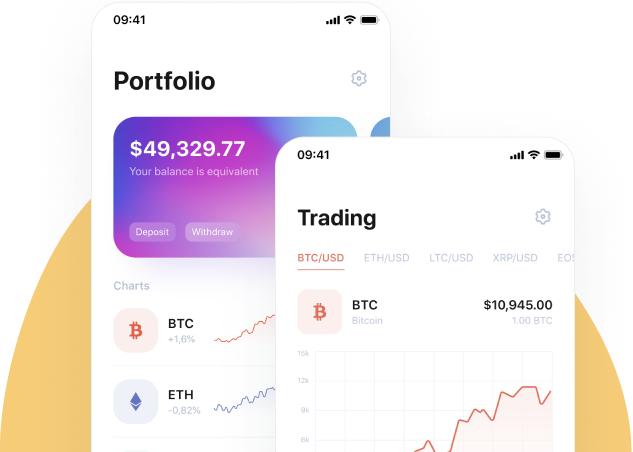 09:41
Portfolio
$49,329.77
Your balance is equivalent
Deposit
Withdraw
Charts
BTC
+1,6%
ETH
-0,82%
09:41
Trading
BTC/USD
ETH/USD
LTC/USD
XRP/USD
EOS
BTC
$10,945.00
Bitcoin
1.00 BTC
15k
12k
9k
6k